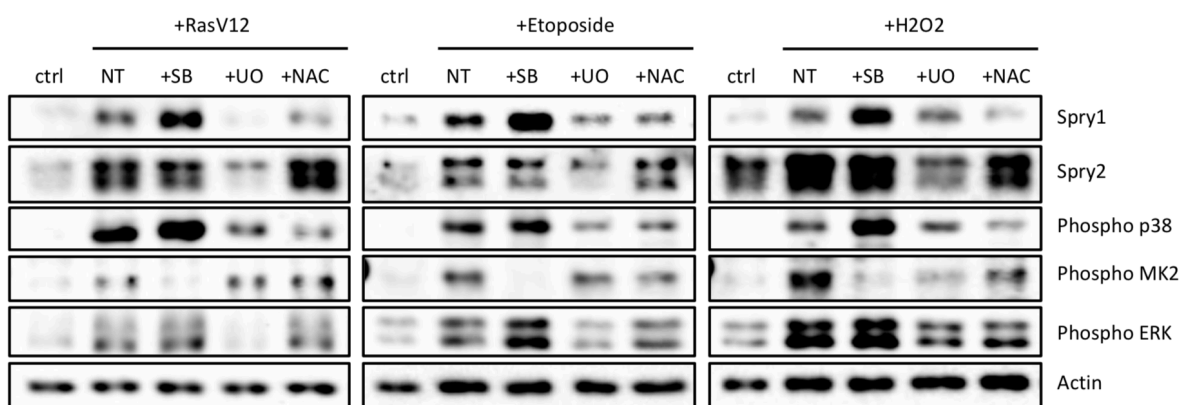 +RasV12 +Etoposide +H2O2
ctrl NT +SB +UO +NAC ctrl NT +SB +UO +NAC ctrl NT +SB +UO +NAC
Spry1
Spry2
Phospho p38
Phospho MK2
Phospho ERK
Actin